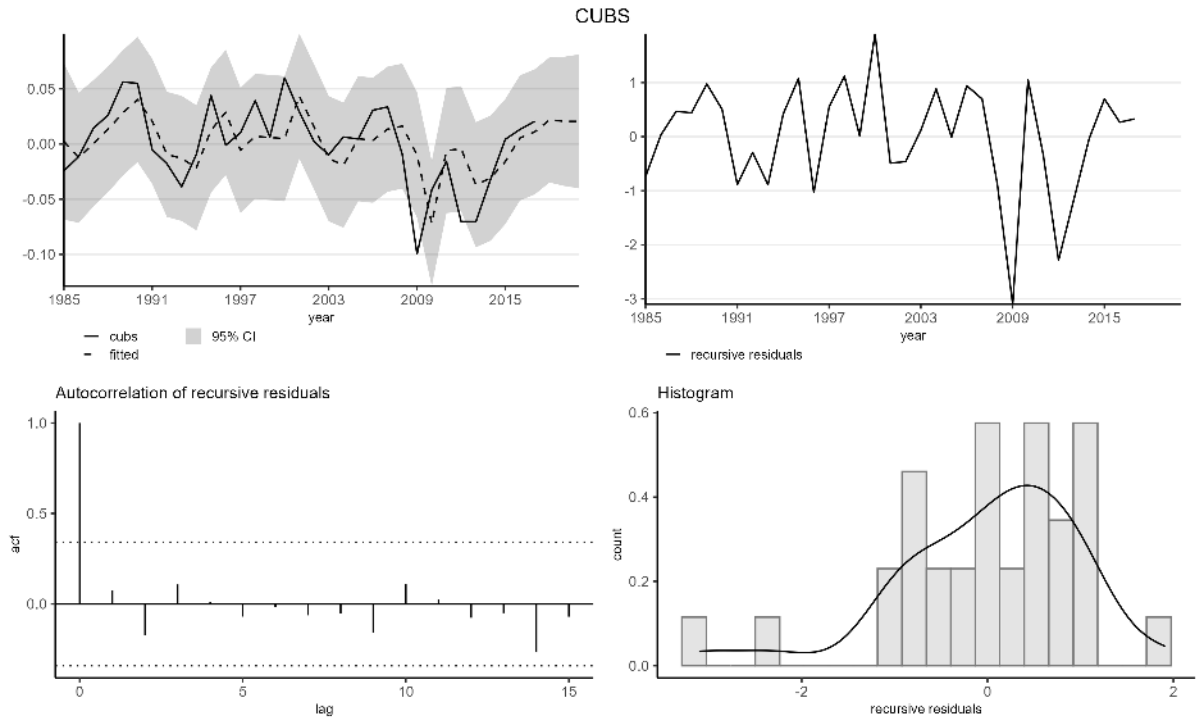 CUBS
0.05
0.00
-0.05
-0.10
1985
1991
1997
2003
2009
2015
year
cubs
95% CI
fitted
1
0
-1
-2
-3
1985
1991
1997
2003
2009
2015
year
recursive residuals
Autocorrelation of recursive residuals
1.0
0.5
0.0
acf
0
5
10
15
lag
Histogram
0.6
0.4
0.2
0.0
count
-2
0
2
recursive residuals